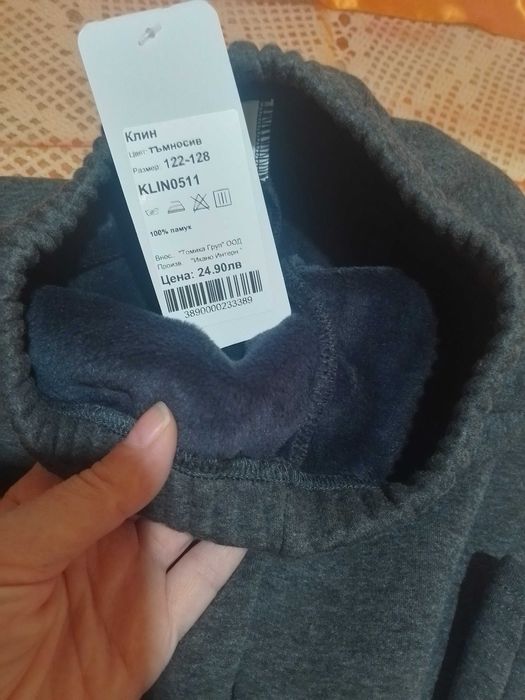 Клин
Цвят: тъмносив
Размер: 122-128
KLIN0511
100% памук
Внос.: "Томика Груп" ООД
Произв.: "Икано Интерн."
Цена: 24.90лв
3890000233389